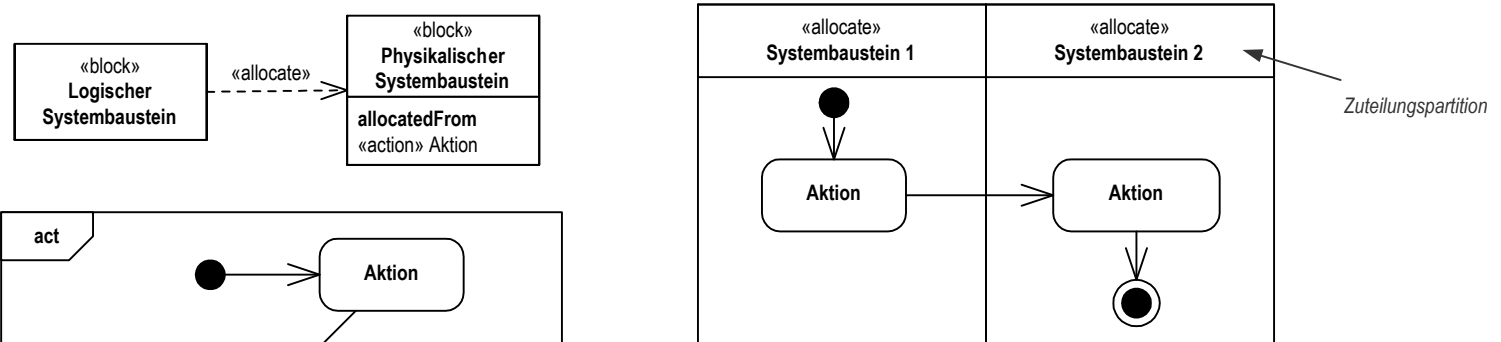 «block»
Logischer
Systembaustein
«allocate»
«block»
Physikalischer
Systembaustein
allocatedFrom
«action» Aktion
act
Aktion
«allocate»
Systembaustein 1
«allocate»
Systembaustein 2
Zuteilungspartition
Aktion
Aktion